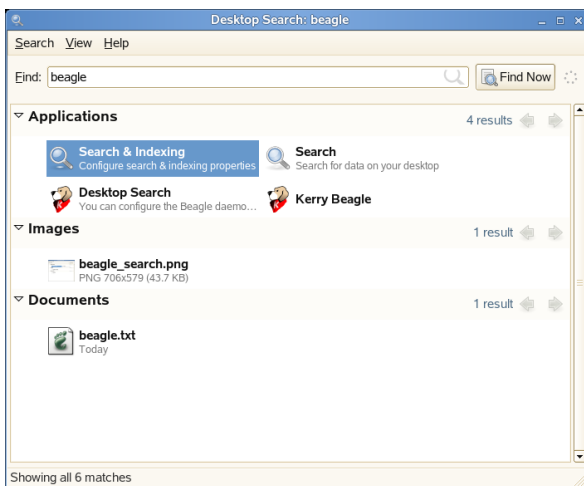 Desktop Search: beagle
Search View Help
Find: beagle Find Now
Applications 4 results
Search & Indexing
Configure search & indexing properties
Search
Search for data on your desktop
Desktop Search
You can configure the Beagle daemo...
Kerry Beagle
Images 1 result
beagle_search.png
PNG 706x579 (43.7 KB)
Documents 1 result
beagle.txt
Today
Showing all 6 matches